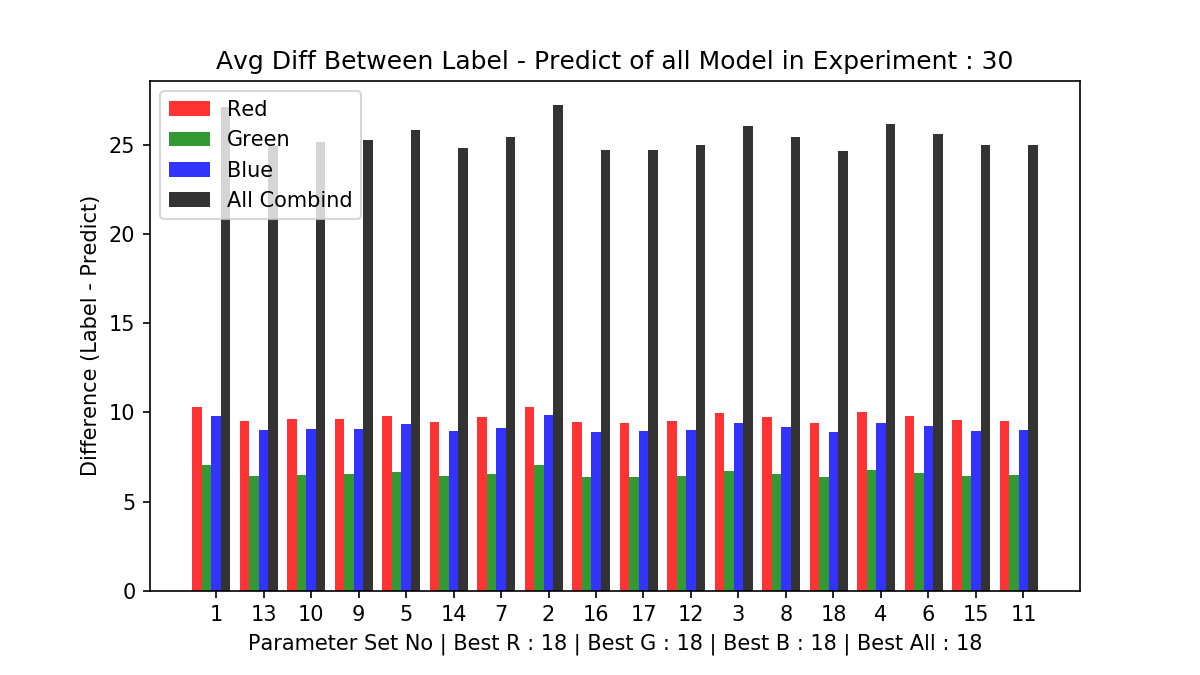 Avg Diff Between Label - Predict of all Model in Experiment : 30
Red
Green
Blue
All Combind
Difference (Label - Predict)
25
20
15
10
5
0
1 13 10 9 5 14 7 2 16 17 12 3 8 18 4 6 15 11
Parameter Set No | Best R : 18 | Best G : 18 | Best B : 18 | Best All : 18